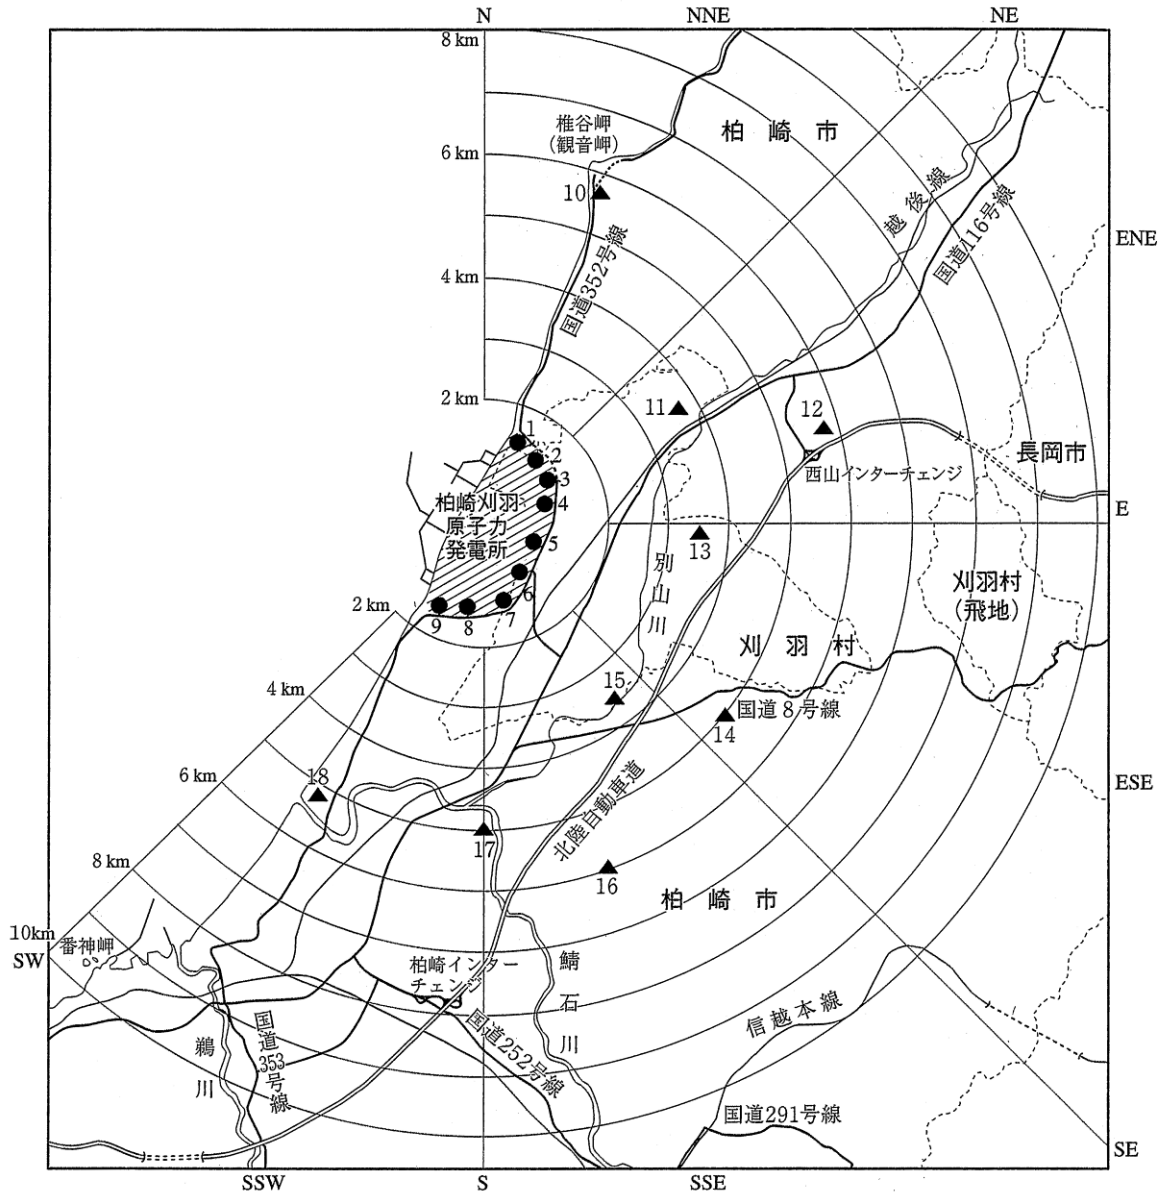 N
NNE
NE
8 km
椎谷岬
(観音岬)
柏崎市
6 km
10
越後線
国道116号線
ENE
国道352号線
4 km
2 km
11
12
1
2
3
4
5
6
7
8
9
長岡市
西山インターチェンジ
柏崎刈羽
原子力
発電所
E
13
別山川
刈羽村
(飛地)
2 km
刈羽村
15
4 km
国道8号線
14
6 km
18
ESE
北陸自動車道
17
8 km
16
柏崎市
10km
SW
番神岬
柏崎インター
チェンジ
鯖石川
信越本線
国道252号線
国道353号線
鵜川
国道291号線
SE
SSW
S
SSE